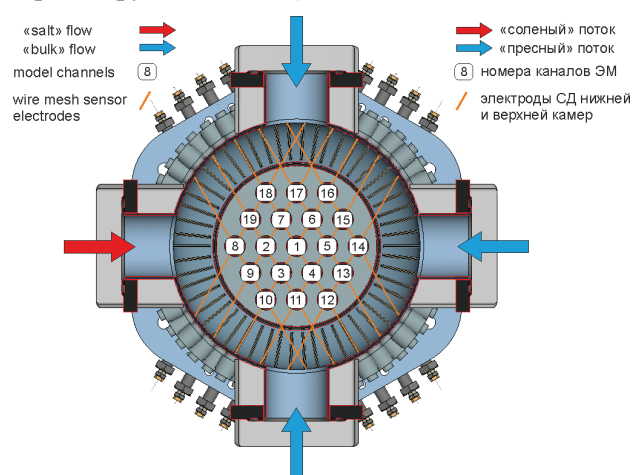 «salt» flow
«соленый» поток
«bulk» flow
«пресный» поток
model channels 8
8 номера каналов ЭМ
wire mesh sensor
electrodes
электроды СД нижней
и верхней камер
18 17 16
19 7 6 15
8 2 1 5 14
9 3 4 13
10 11 12